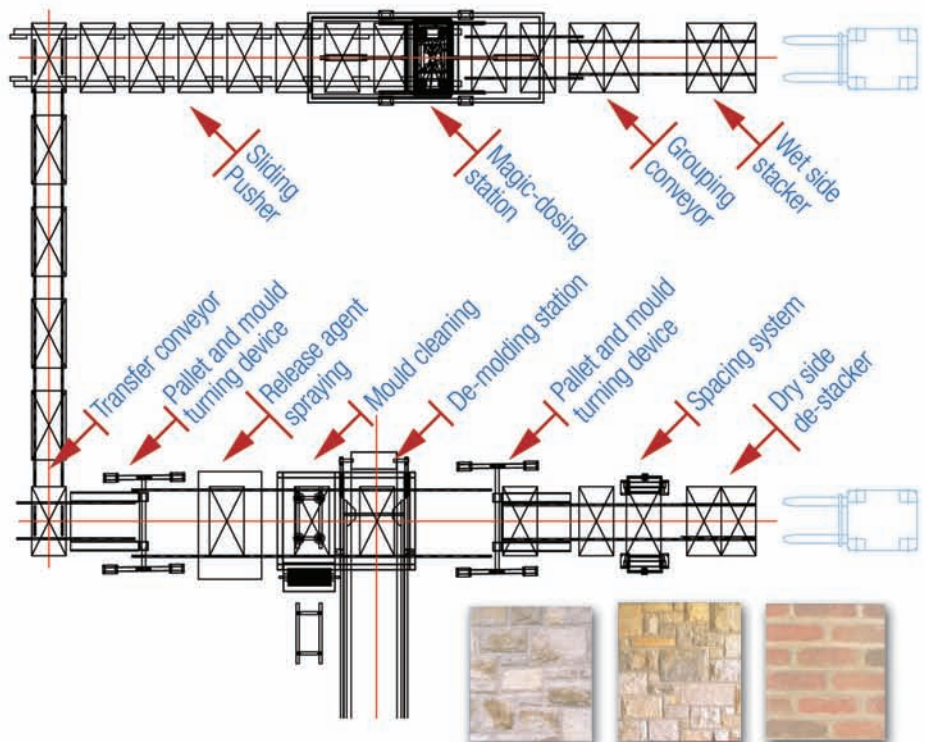 Sliding
Pusher
Magic-dosing
station
Grouping
conveyor
Wet side
stacker
Transfer conveyor
Pallet and mould
turning device
Release agent
spraying
Mould cleaning
De-molding station
Pallet and mould
turning device
Spacing system
Dry side
de-stacker